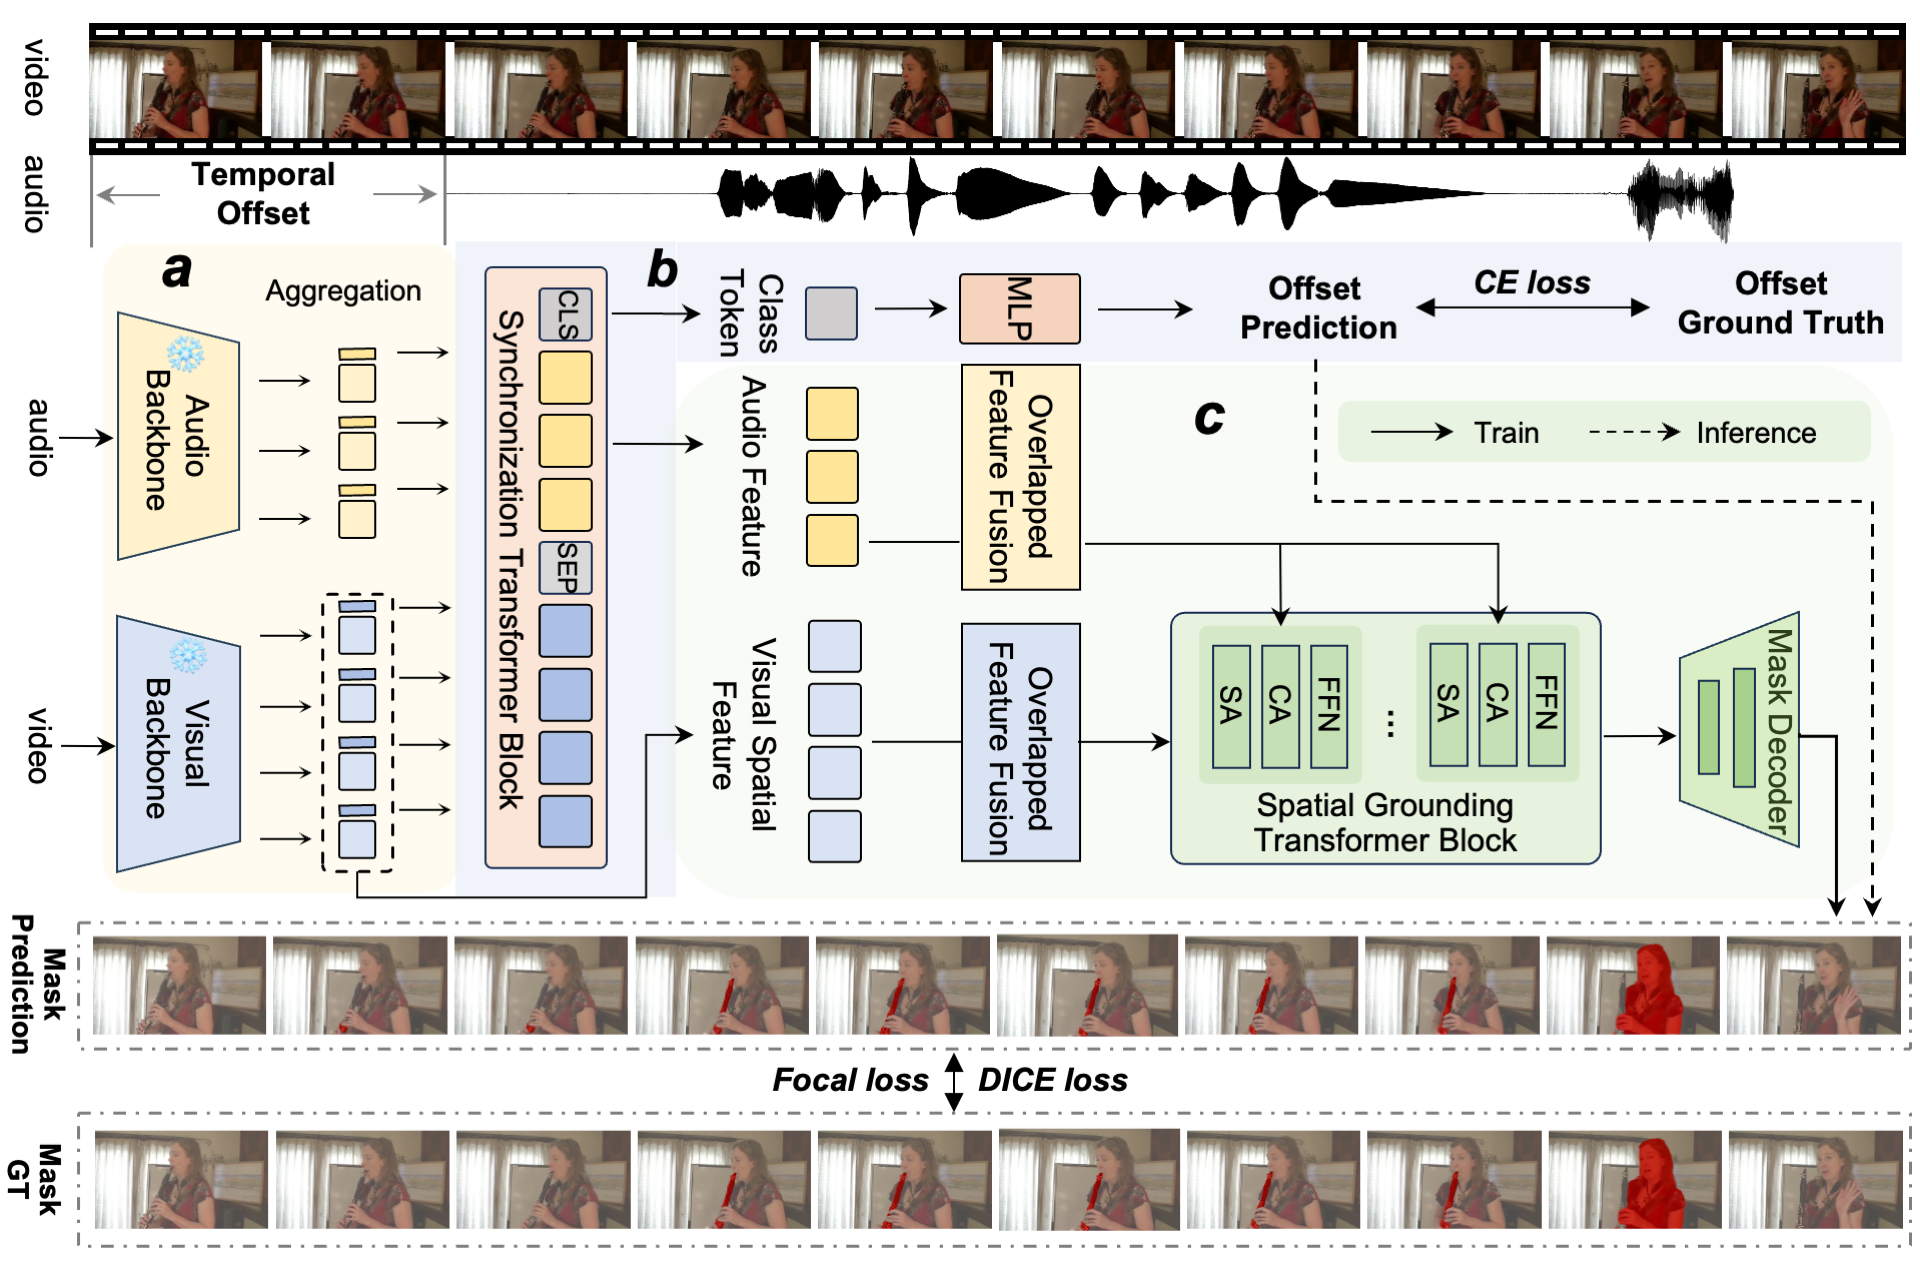 video
audio
Temporal
Offset
a
Aggregation
audio
Audio
Backbone
video
Visual
Backbone
Synchronization Transformer Block
CLS
SEP
b
Class
Token
MLP
Offset
Prediction
CE loss
Offset
Ground Truth
Audio Feature
Overlapped
Feature Fusion
c
Train
Inference
Visual Spatial
Feature
Overlapped
Feature Fusion
SA
CA
FFN
...
SA
CA
FFN
Spatial Grounding
Transformer Block
Mask Decoder
Mask
Prediction
Focal loss
DICE loss
Mask
GT